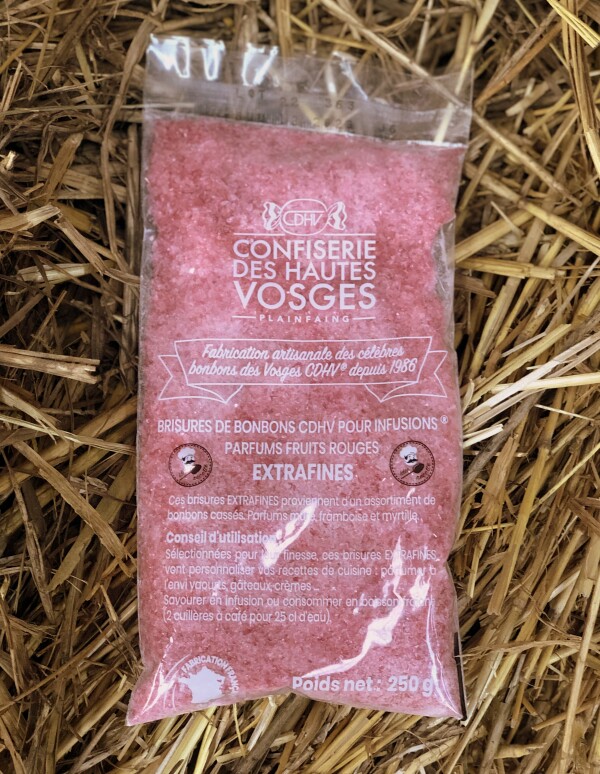 CDHV
CONFISERIE
DES HAUTES
VOSGES
PLAINFAING
Fabrication artisanale des célèbres
bonbons des Vosges CDHV® depuis 1986
BRISURES DE BONBONS CDHV POUR INFUSIONS ®
PARFUMS FRUITS ROUGES
EXTRAFINES
Ces brisures EXTRAFINES proviennent d'un assortiment de
bonbons cassés. Parfums framboise et myrtille.
Conseil d'utilisation
Sélectionnées pour finesse, ces brisures EXTRAFINES
vont personnaliser vos recettes de cuisine : parfumer à
l'envi yaourts, gâteaux, crèmes ...
Savourer en infusion ou consommer en boisson
(2 cuillères à café pour 25 cl d'eau).
FABRICATION
Poids net : 250 g